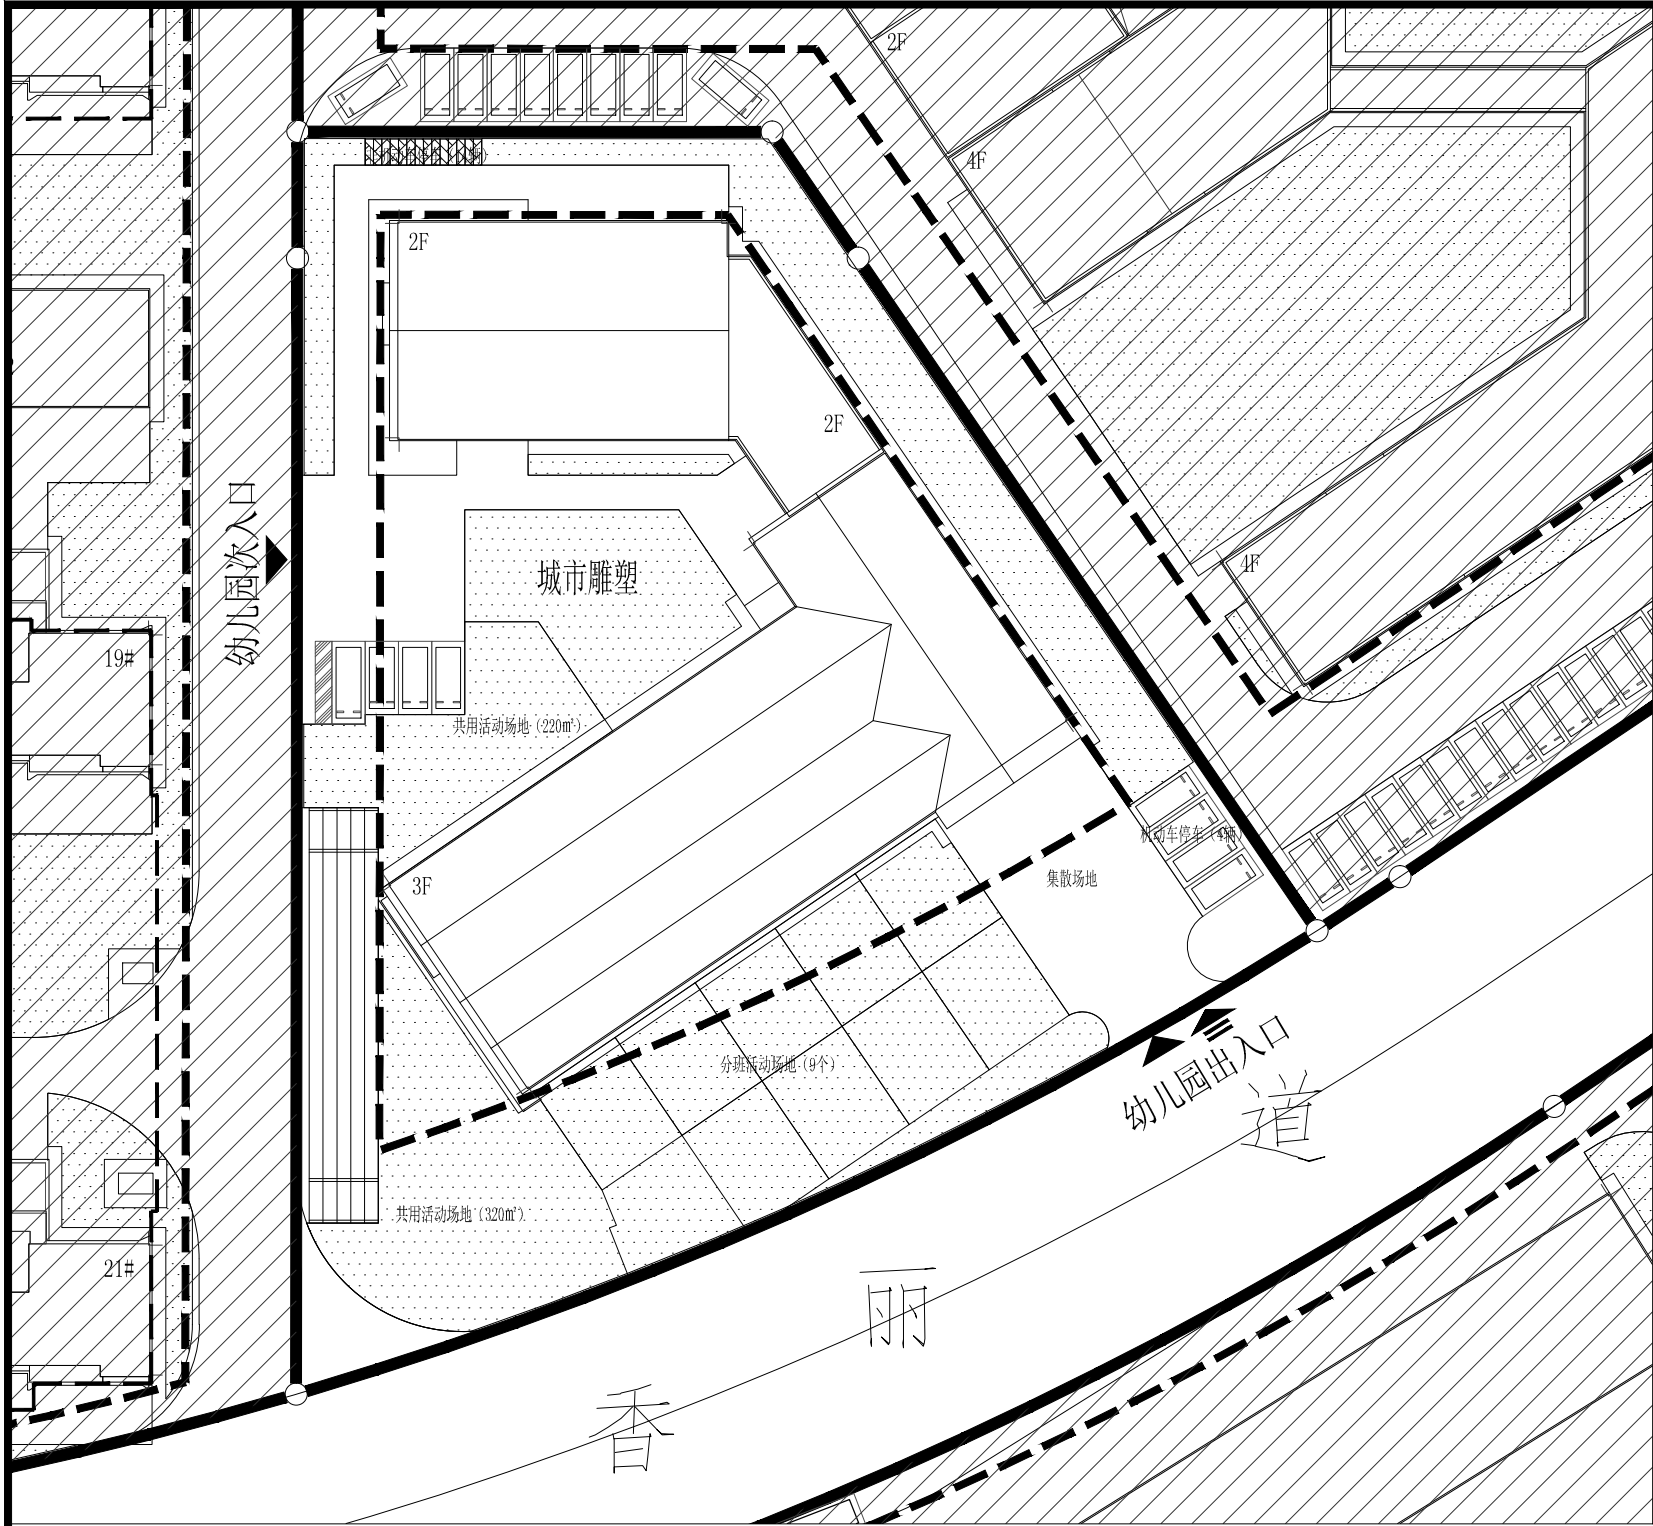 2F
4F
2F
2F
4F
城市雕塑
幼儿园次入口
19#
共用活动场地（220㎡）
机动车停车（4辆）
3F
集散场地
分班活动场地（9个）
幼儿园出入口
共用活动场地（320㎡）
21#
香丽道